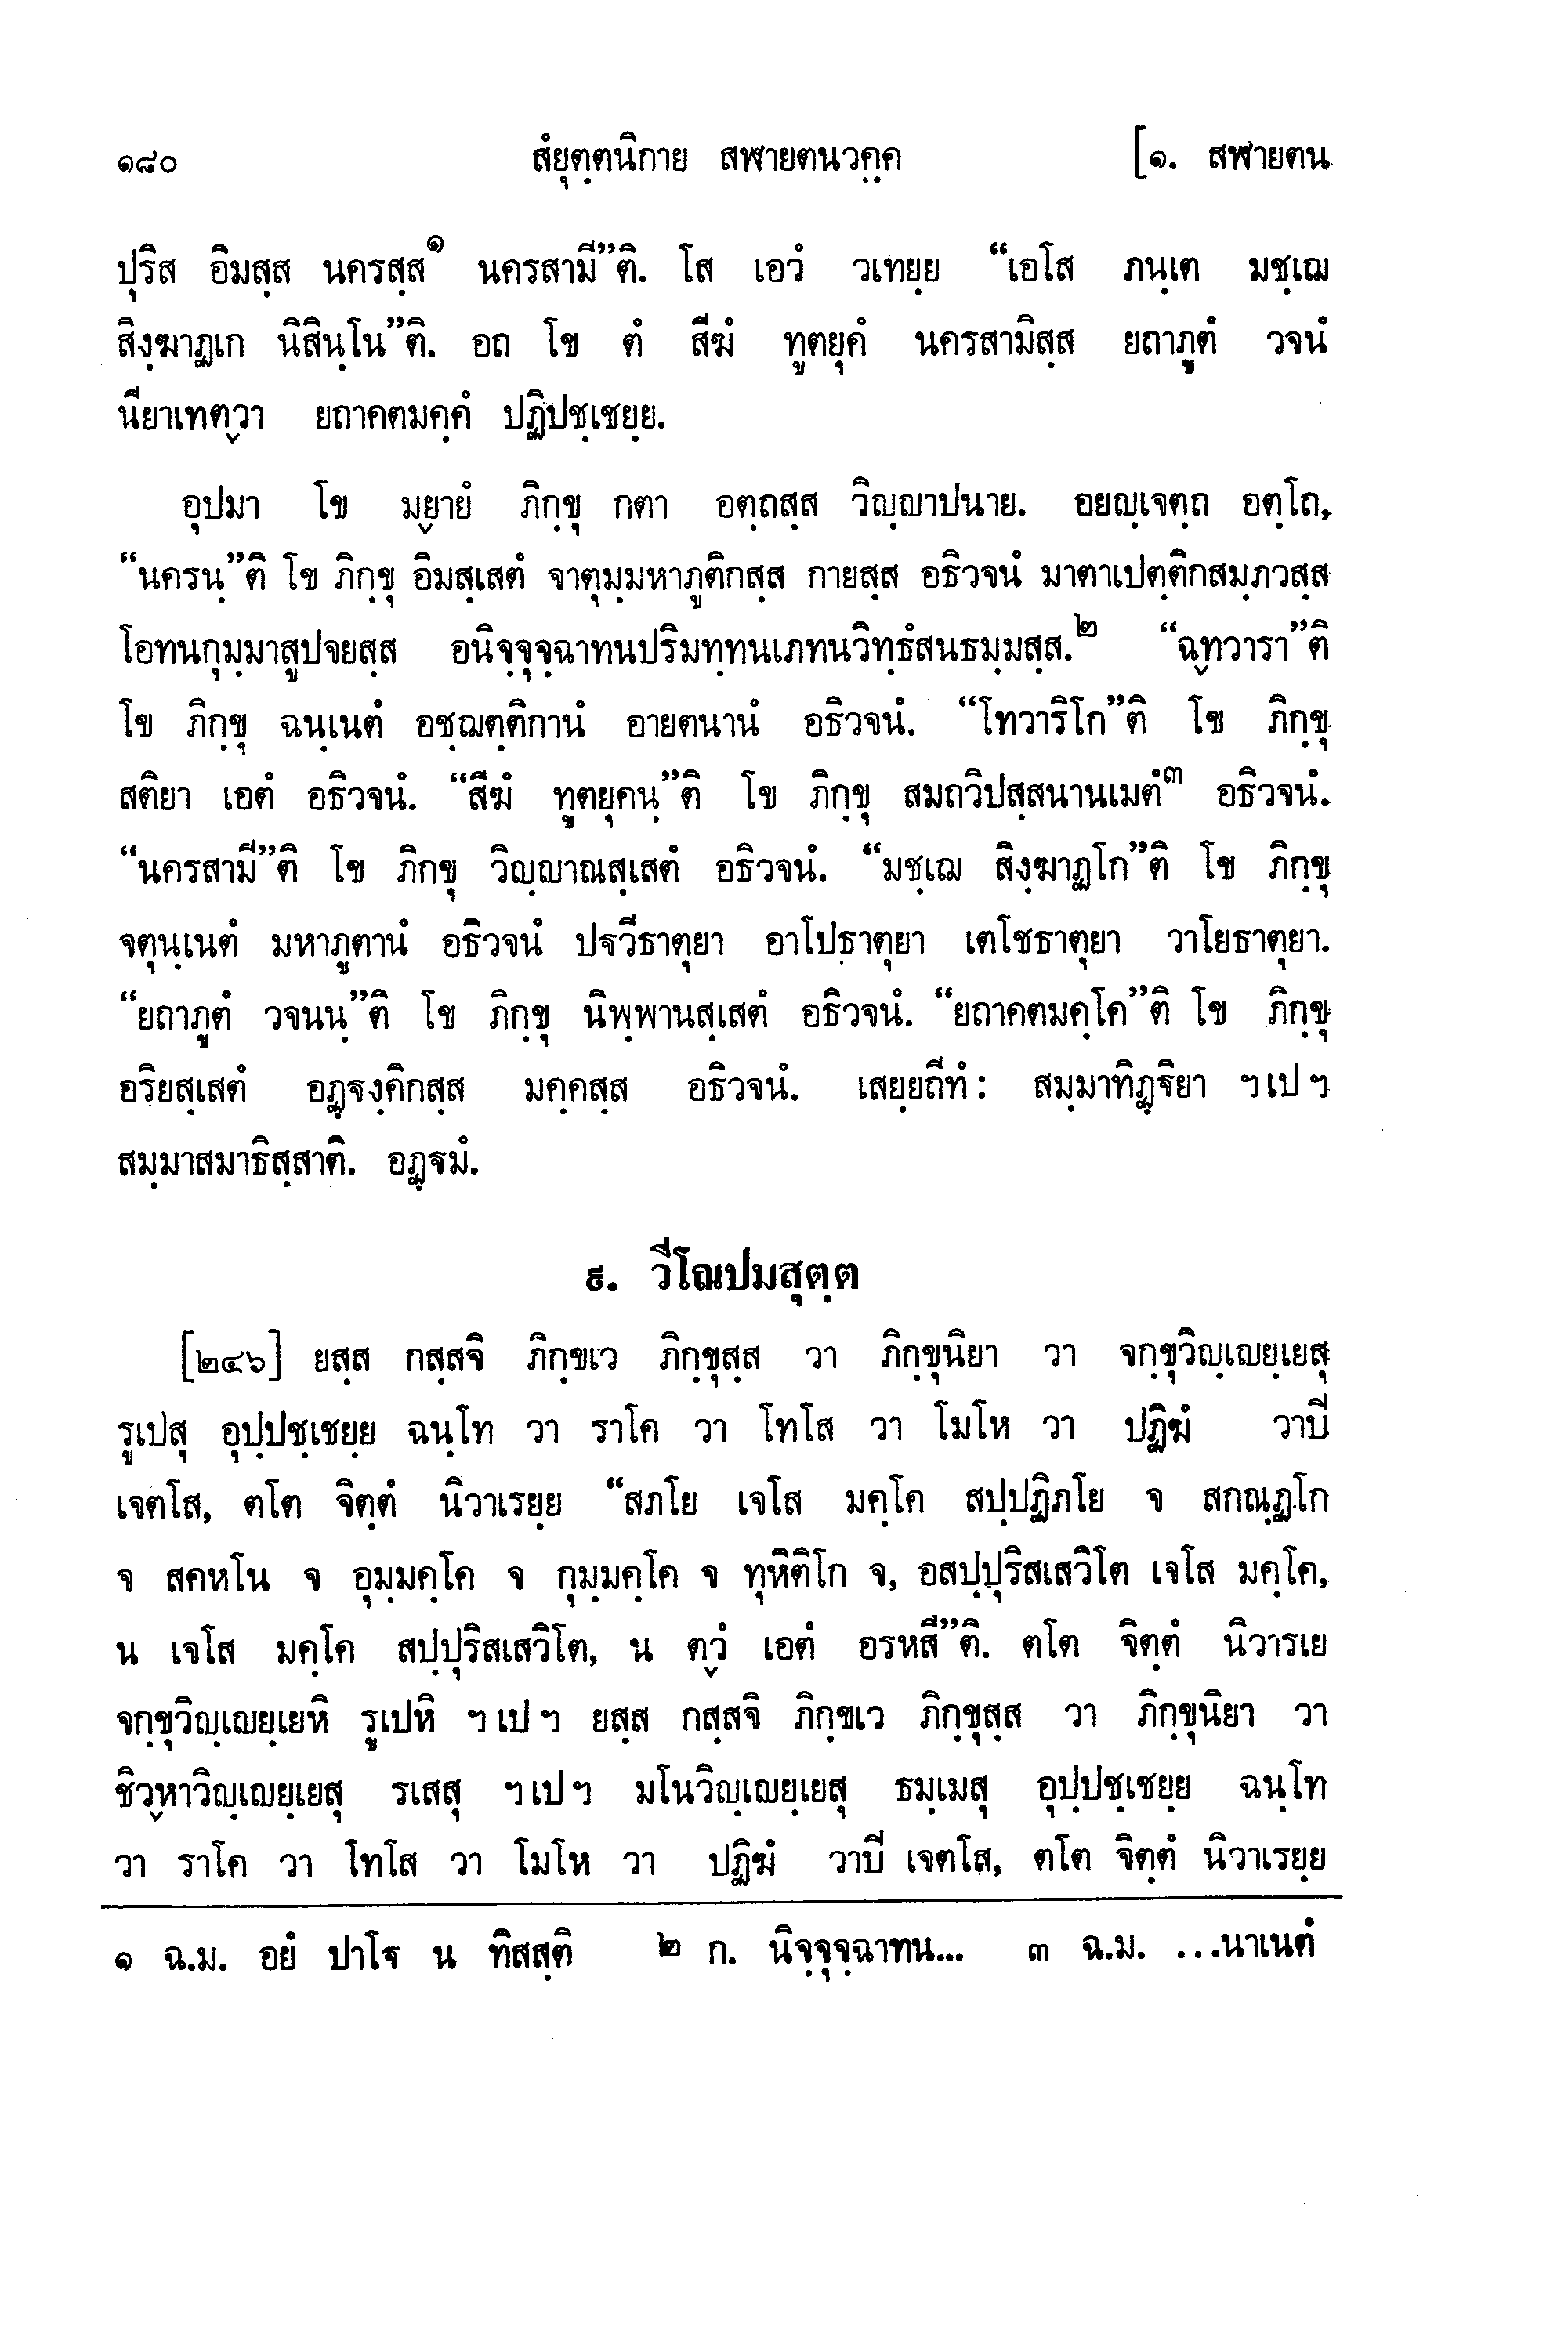 ๑๘๐ สํยุตฺตนิกาย สฬายตนวคฺค [๑. สฬายตน
ปุริส อิมสฺส นครสฺส๑ นครสามี”ติ. โส เอวํ วเทยฺย “เอโส ภนฺเต มชฺเฌ
สิงฺฆาฏเก นิสินฺโน”ติ. อถ โข ตํ สีฆํ ทูตยุคํ นครสามิสฺส ยถาภูตํ วจนํ
นียาเทตฺวา ยถาคตมคฺคํ ปฏิปชฺเชยฺย.
อุปมา โข มฺยายํ ภิกฺขุ กตา อตฺถสฺส วิญฺญาปนาย. อยญฺเจตฺถ อตฺโถ,
“นครนฺ”ติ โข ภิกฺขุ อิมสฺเสตํ จาตุมฺมหาภูติกสฺส กายสฺส อธิวจนํ มาตาเปตฺติกสมฺภวสฺส
โอทนกุมฺมาสูปจยสฺส อนิจฺจุจฺฉาทนปริมทฺทนเภทนวิทฺธํสนธมฺมสฺส.๒ “ฉทฺวารา”ติ
โข ภิกฺขุ ฉนฺเนตํ อชฺฌตฺติกานํ อายตนานํ อธิวจนํ. “โทวาริโก”ติ โข ภิกฺขุ
สติยา เอตํ อธิวจนํ. “สีฆํ ทูตยุคนฺ”ติ โข ภิกฺขุ สมถวิปสฺสนานเมตํ๓ อธิวจนํ.
“นครสามี”ติ โข ภิกขุ วิญฺญาณสฺเสตํ อธิวจนํ. “มชฺเฌ สิงฺฆาฏโก”ติ โข ภิกฺขุ
จตุนฺเนตํ มหาภูตานํ อธิวจนํ ปฐวีธาตุยา อาโปธาตุยา เตโชธาตุยา วาโยธาตุยา.
“ยถาภูตํ วจนนฺ”ติ โข ภิกฺขุ นิพฺพานสฺเสตํ อธิวจนํ. “ยถาคตมคฺโค”ติ โข ภิกฺขุ
อริยสฺเสตํ อฏฺฐงฺคิกสฺส มคฺคสฺส อธิวจนํ. เสยฺยถีทํ: สมฺมาทิฏฺฐิยา ฯเปฯ
สมฺมาสมาธิสฺสาติ. อฏฺฐมํ.
๙. วีโณปมสุตฺต
[๒๔๖] ยสฺส กสฺสจิ ภิกฺขเว ภิกฺขุสฺส วา ภิกฺขุนิยา วา จกฺขุวิญฺเญยฺเยสุ
รูเปสุ อุปฺปชฺเชยฺย ฉนฺโท วา ราโค วา โทโส วา โมโห วา ปฏิฆํ วาปี
เจตโส, ตโต จิตฺตํ นิวาเรยฺย “สภโย เจโส มคฺโค สปฺปฏิภโย จ สกณฺฏโก
จ สคหโน จ อุมฺมคฺโค จ กุมฺมคฺโค จ ทุหิติโก จ, อสปฺปุริสเสวิโต เจโส มคฺโค,
น เจโส มคฺโค สปฺปุริสเสวิโต, น ตฺวํ เอตํ อรหสี”ติ. ตโต จิตฺตํ นิวารเย
จกฺขุวิญฺเญยฺเยหิ รูเปหิ ฯเปฯ ยสฺส กสฺสจิ ภิกฺขเว ภิกฺขุสฺส วา ภิกฺขุนิยา วา
ชิวฺหาวิญฺเญยฺเยสุ รเสสุ ฯเปฯ มโนวิญฺเญยฺเยสุ ธมฺเมสุ อุปฺปชฺเชยฺย ฉนฺโท
วา ราโค วา โทโส วา โมโห วา ปฏิฆํ วาปี เจตโส, ตโต จิตฺตํ นิวาเรยฺย
๑ ฉ.ม. อยํ ปาโฐ น ทิสสฺติ ๒ ก. นิจฺจุจฺฉาทน... ๓ ฉ.ม. ...นาเนตํ